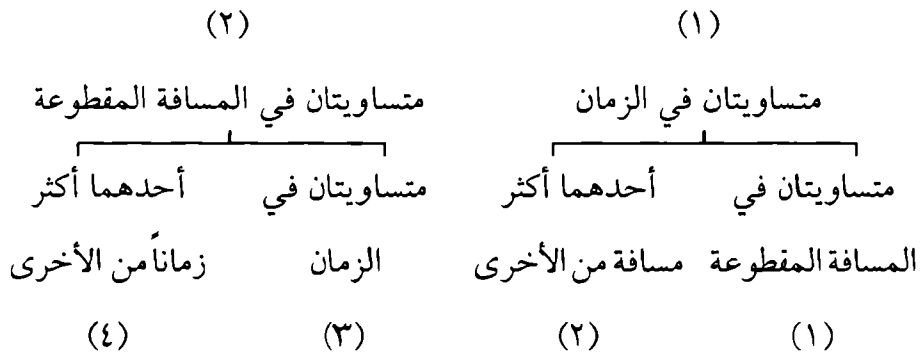 (١) (٢)
متساويتان في الزمان متساويتان في المسافة المقطوعة
متساويتان في أحدهما أكثر متساويتان في أحدهما أكثر
المسافة المقطوعة مسافة من الأخرى الزمان زماناً من الأخرى
(١) (٢) (٣) (٤)